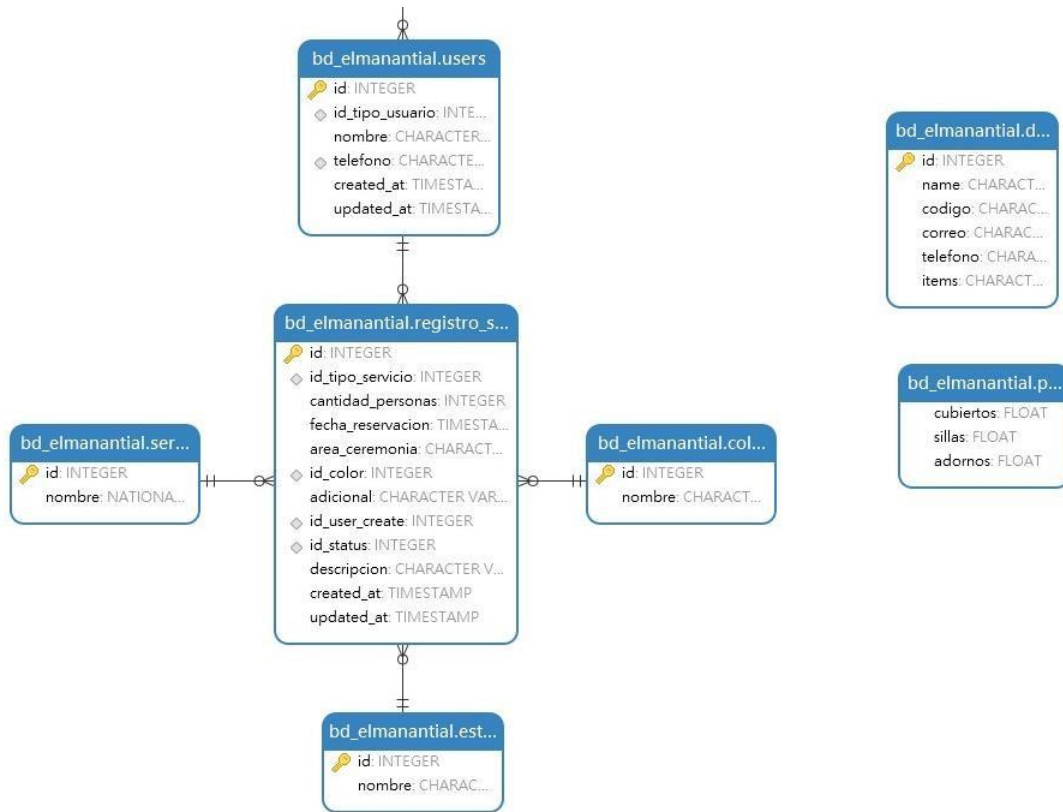 bd_elmanantial.users
id: INTEGER
id_tipo_usuario: INTE...
nombre: CHARACTER...
telefono: CHARACTE...
created_at: TIMESTA...
updated_at: TIMESTA...
bd_elmanantial.d...
id: INTEGER
name: CHARACT...
codigo: CHARAC...
correo: CHARAC...
telefono: CHARA...
items: CHARACT...
bd_elmanantial.registro_s...
id: INTEGER
id_tipo_servicio: INTEGER
cantidad_personas: INTEGER
fecha_reservacion: TIMESTA...
area_ceremonia: CHARACT...
id_color: INTEGER
adicional: CHARACTER VAR...
id_user_create: INTEGER
id_status: INTEGER
descripcion: CHARACTER V...
created_at: TIMESTAMP
updated_at: TIMESTAMP
bd_elmanantial.p...
cubiertos: FLOAT
sillas: FLOAT
adornos: FLOAT
bd_elmanantial.ser...
id: INTEGER
nombre: NATIONA...
bd_elmanantial.col...
id: INTEGER
nombre: CHARACT...
bd_elmanantial.est...
id: INTEGER
nombre: CHARAC...